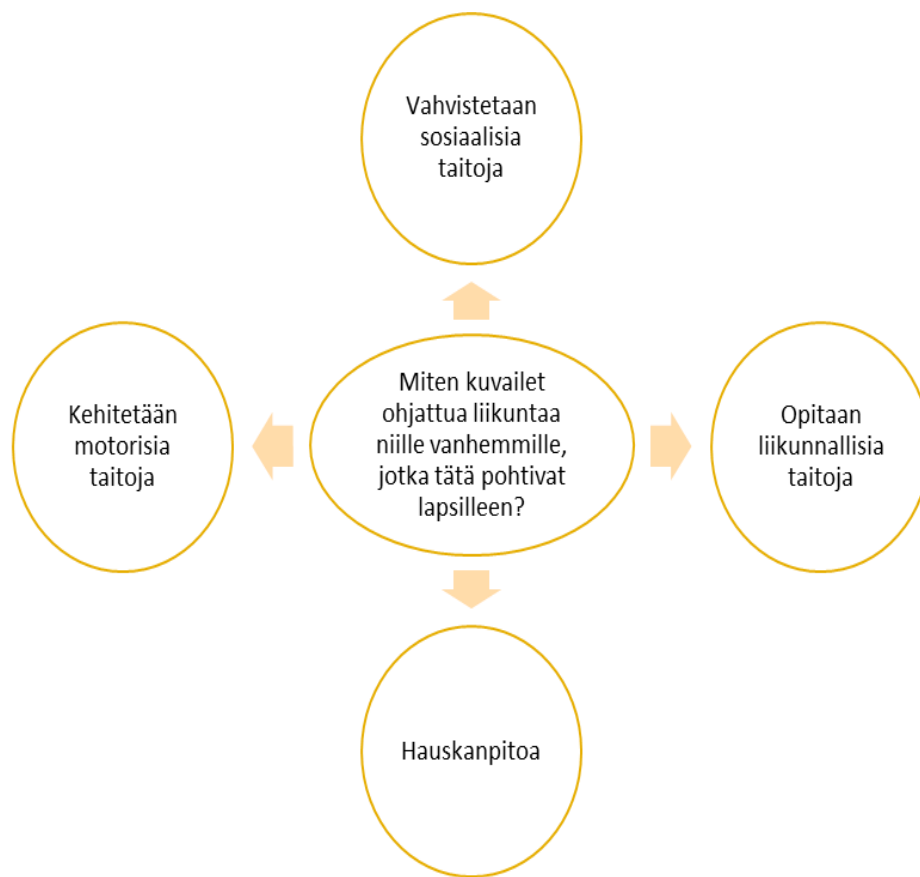 Vahvistetaan
sosiaalisia
taitoja
Kehitetään
motorisia
taitoja
Miten kuvailet
ohjattua liikuntaa
niille vanhemmille,
jotka tätä pohtivat
lapsilleen?
Opitaan
liikunnallisia
taitoja
Hauskanpitoa